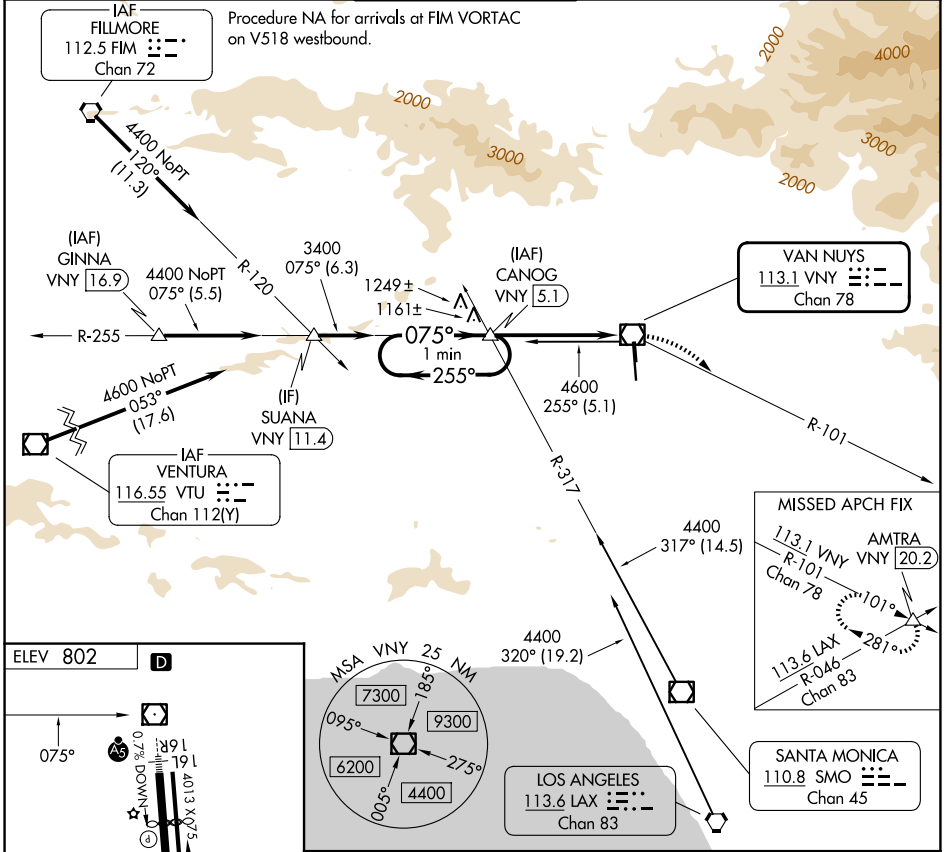 IAF
FILLMORE
112.5 FIM
Chan 72
Procedure NA for arrivals at FIM VORTAC
on V518 westbound.
2000
4000
2000
3000
3000
2000
4400 NoPT
120°
(11.3)
R-120
(IAF)
GINNA
VNY 16.9
4400 NoPT
075° (5.5)
3400
075° (6.3)
1249±
1161±
(IAF)
CANOG
VNY 5.1
VAN NUYS
113.1 VNY
Chan 78
R-255
075°
1 min
255°
4600
255° (5.1)
4600 NoPT
053°
(17.6)
(IF)
SUANA
VNY 11.4
R-101
IAF
VENTURA
116.55 VTU
Chan 112(Y)
R-317
4400
317° (14.5)
MISSED APCH FIX
113.1 VNY
R-101
Chan 78
AMTRA
VNY 20.2
101°
281°
113.6 LAX
R-046
Chan 83
4400
320° (19.2)
ELEV 802
D
075°
A5
0.7% DOWN
16R
16L
4013 X 075
P
MSA VNY 25 NM
7300
185°
095°
9300
6200
275°
005°
4400
LOS ANGELES
113.6 LAX
Chan 83
SANTA MONICA
110.8 SMO
Chan 45